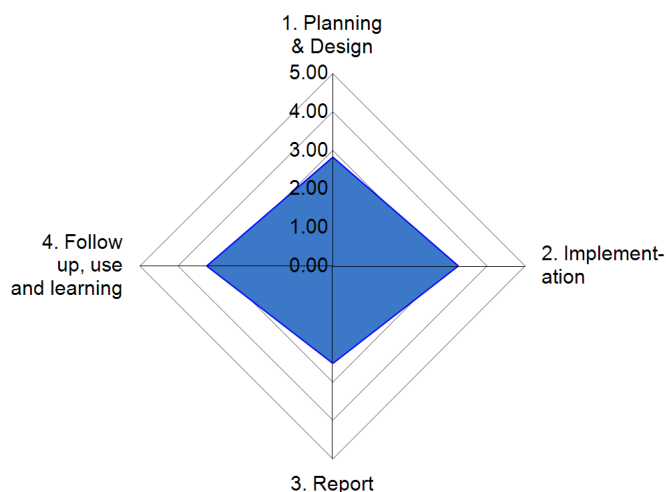 1. Planning
& Design
5.00
4.00
3.00
2.00
1.00
0.00
4. Follow
up, use
and learning
2. Implement-
ation
3. Report